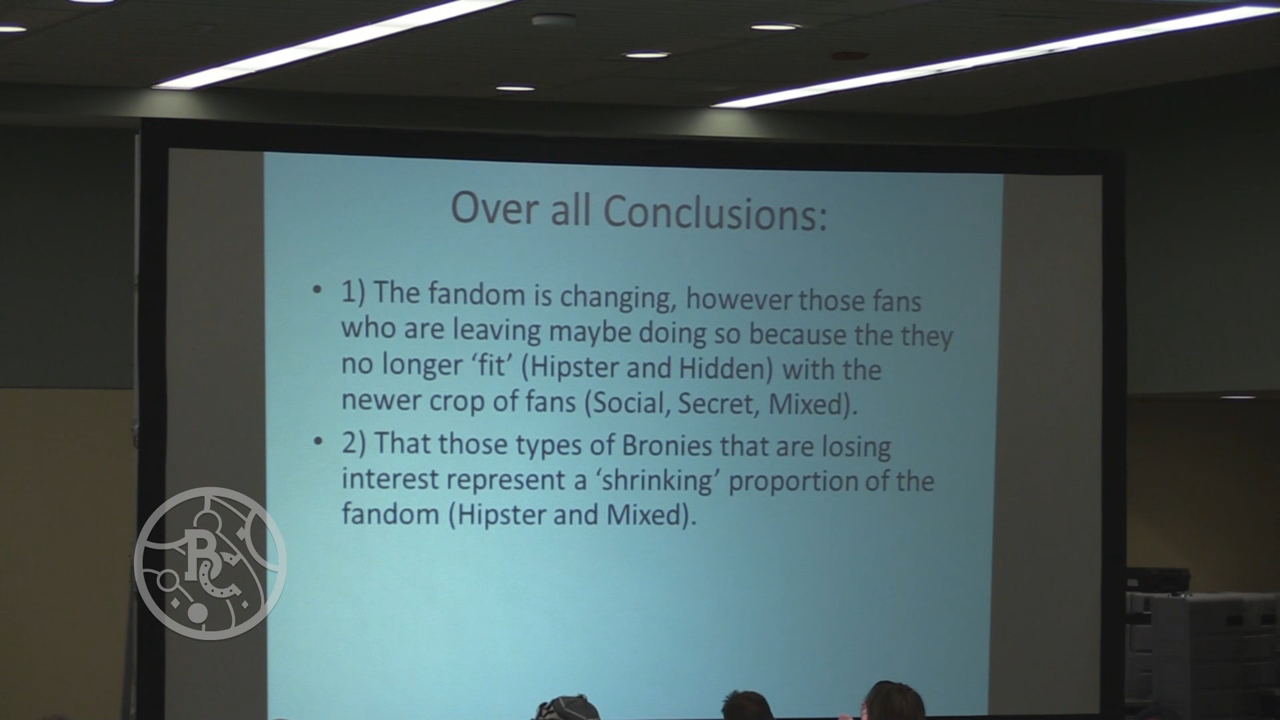 Over all Conclusions:
• 1) The fandom is changing, however those fans
who are leaving maybe doing so because the they
no longer ‘fit’ (Hipster and Hidden) with the
newer crop of fans (Social, Secret, Mixed).
• 2) That those types of Bronies that are losing
interest represent a ‘shrinking’ proportion of the
fandom (Hipster and Mixed).
BC